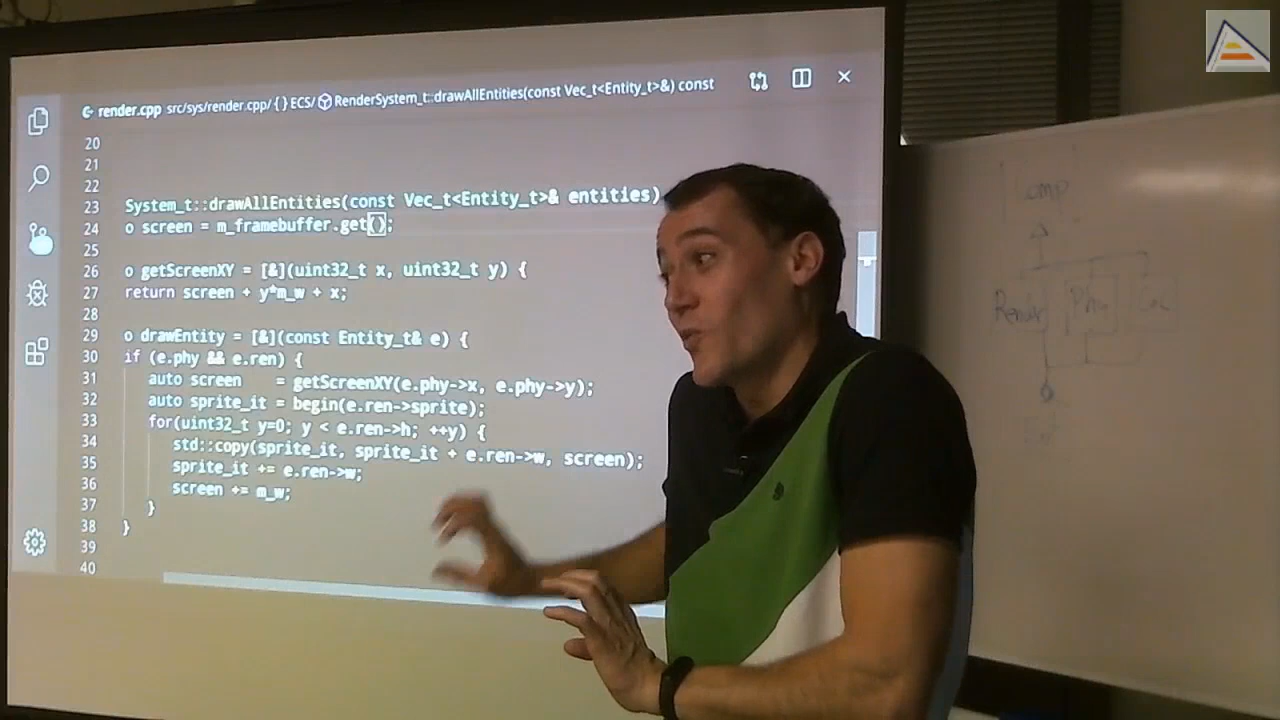 render.cpp src/sys/render.cpp/ { } ECS/ RenderSystem_t::drawAllEntities(const Vec_t<Entity_t>&) const
20
21
22
23 System_t::drawAllEntities(const Vec_t<Entity_t>& entities)
24 o screen = m_framebuffer.get();
25
26 o getScreenXY = [&](uint32_t x, uint32_t y) {
27 return screen + y*m_w + x;
28
29 o drawEntity = [&](const Entity_t& e) {
30 if (e.phy && e.ren) {
31 auto screen = getScreenXY(e.phy->x, e.phy->y);
32 auto sprite_it = begin(e.ren->sprite);
33 for(uint32_t y=0; y < e.ren->h; ++y) {
34 std::copy(sprite_it, sprite_it + e.ren->w, screen);
35 sprite_it += e.ren->w;
36 screen += m_w;
37 }
38 }
39
40
Render Phy